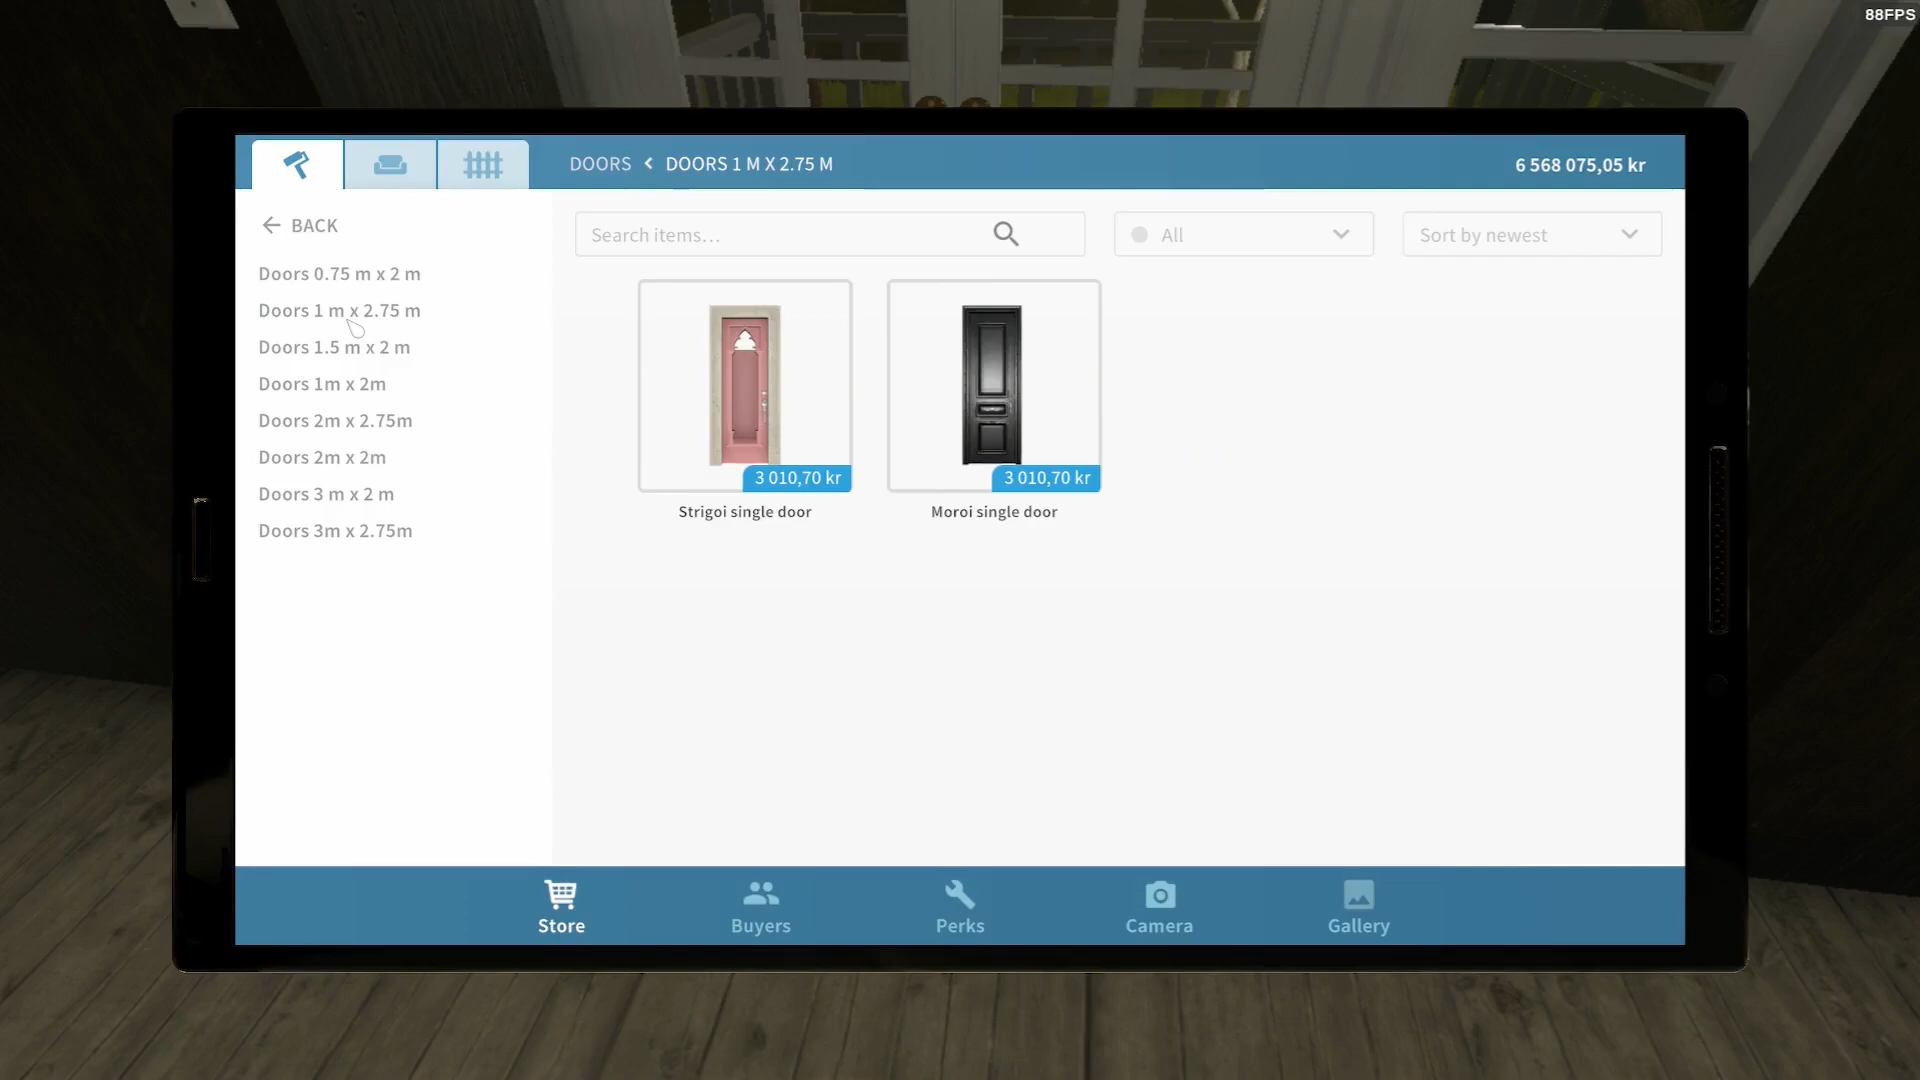 88FPS
DOORS < DOORS 1 M X 2.75 M
6 568 075,05 kr
BACK
Doors 0.75 m x 2 m
Doors 1 m x 2.75 m
Doors 1.5 m x 2 m
Doors 1m x 2m
Doors 2m x 2.75m
Doors 2m x 2m
Doors 3 m x 2 m
Doors 3m x 2.75m
Search items...
All
Sort by newest
3 010,70 kr
Strigoi single door
3 010,70 kr
Moroi single door
Store
Buyers
Perks
Camera
Gallery